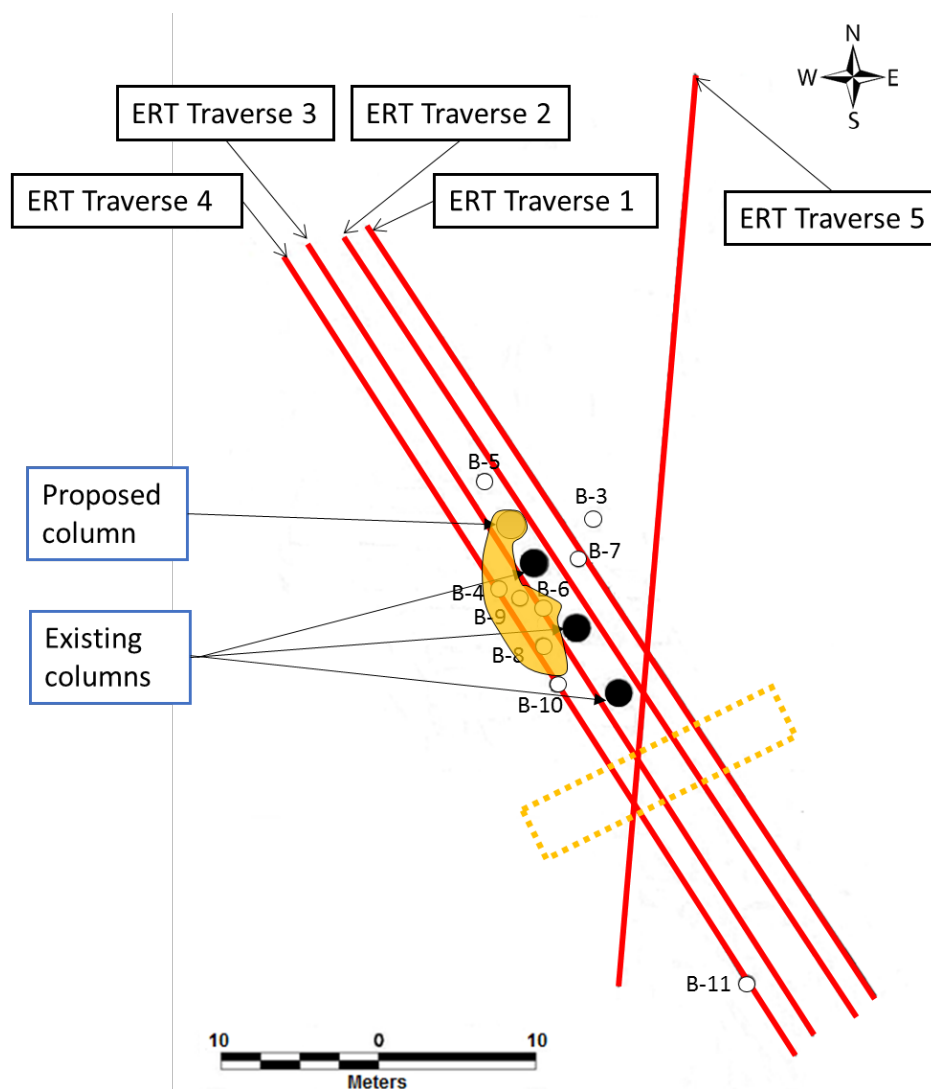 N
W E
S
ERT Traverse 3
ERT Traverse 2
ERT Traverse 4
ERT Traverse 1
ERT Traverse 5
B-5
Proposed
column
B-3
B-7
B-4
B-6
B-9
Existing
columns
B-8
B-10
B-11
10 0 10
Meters